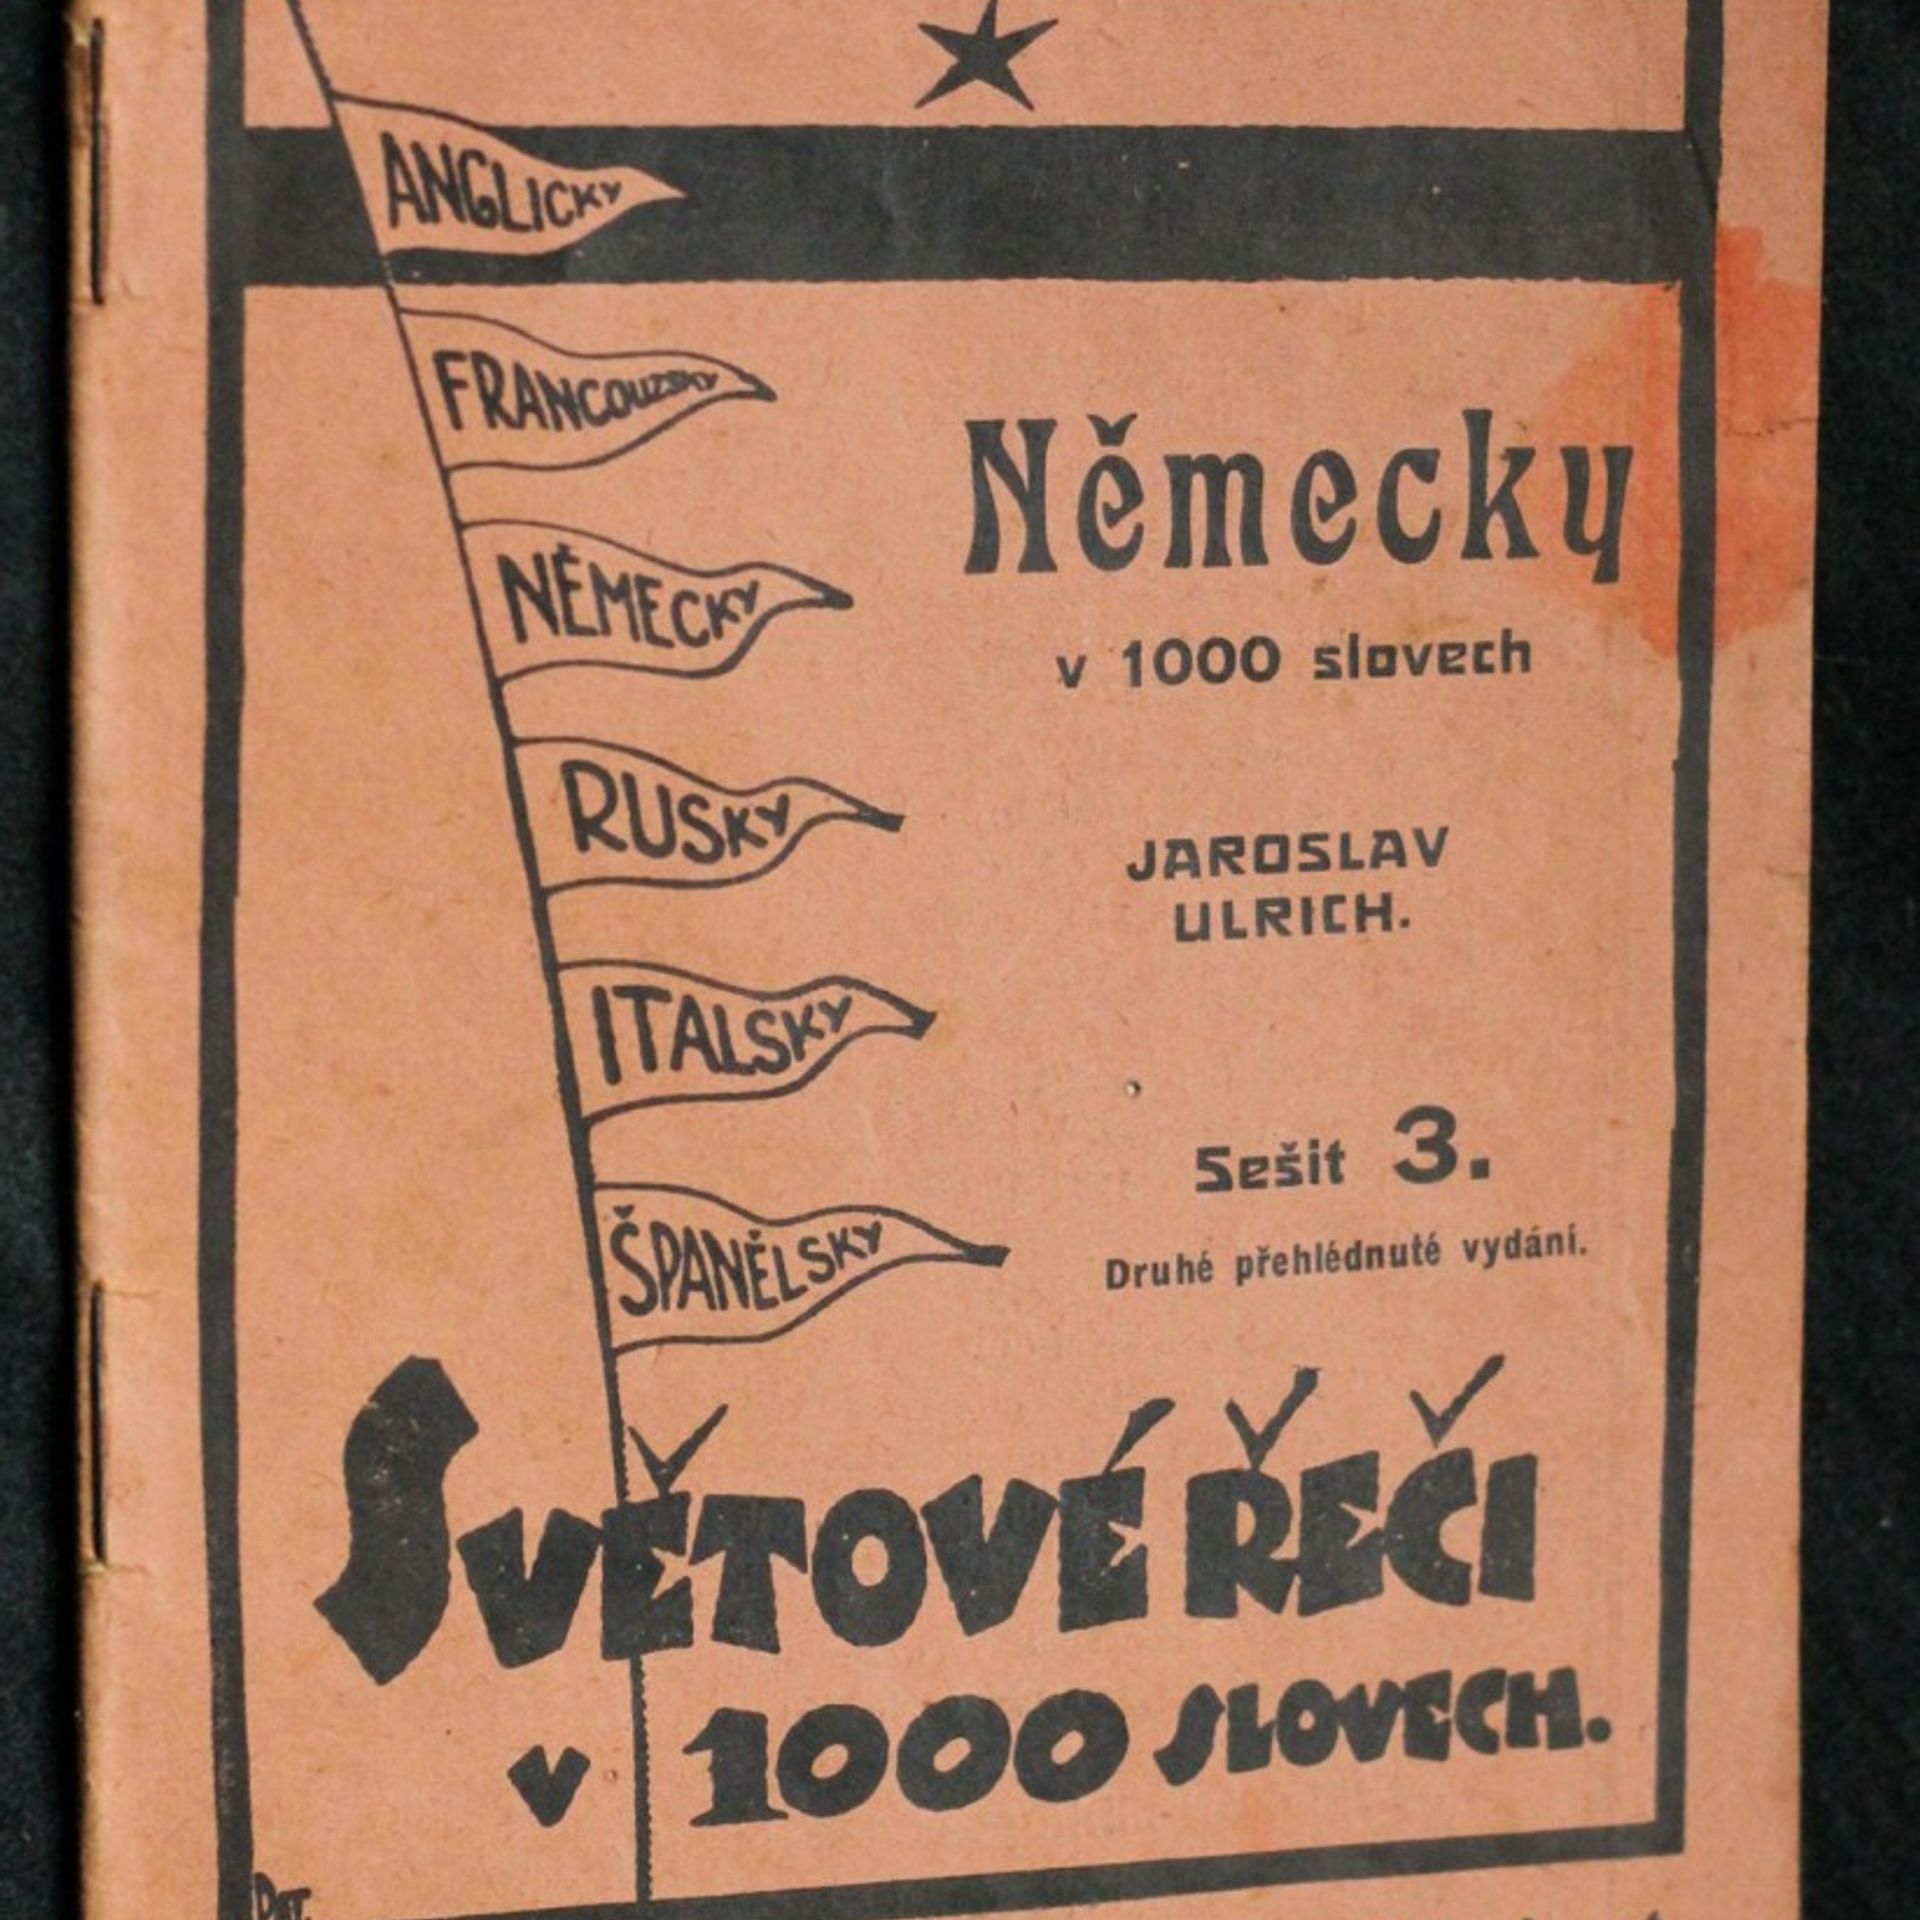 ANGLICKY
FRANCOUZSKY
NĚMECKY
RUSKY
ITALSKY
ŠPANĚLSKY
Německy
v 1000 slovech
JAROSLAV
ULRICH.
Sešit 3.
Druhé přehlédnuté vydání.
SVĚTOVÉ ŘEČI
v 1000 SLOVECH.